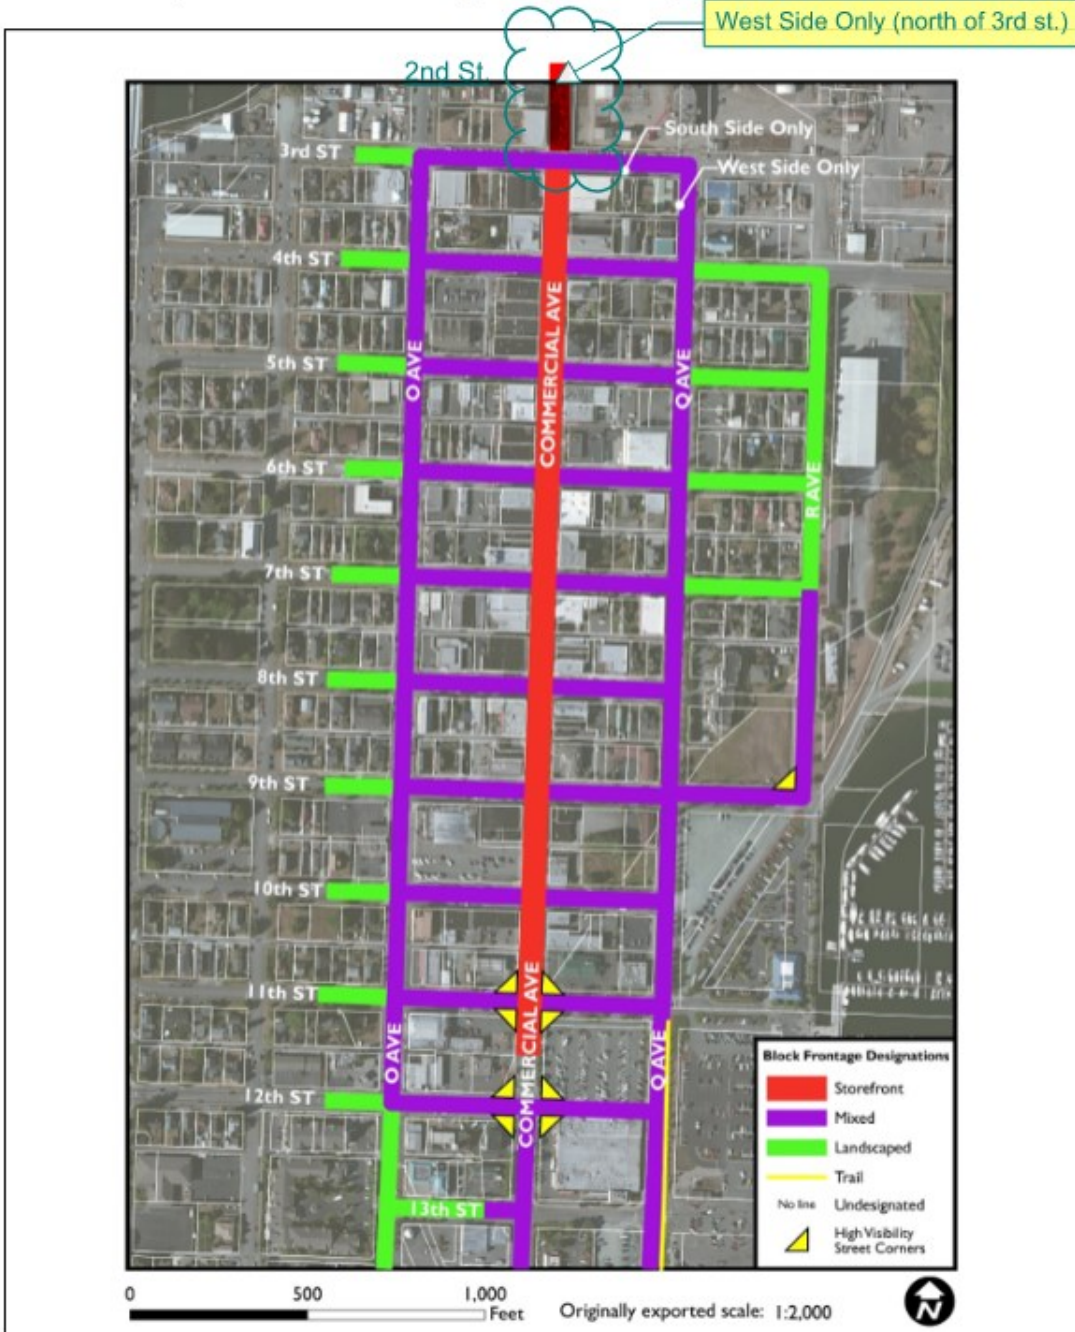 West Side Only (north of 3rd st.)
2nd St.
South Side Only
3rd ST
West Side Only
4th ST
COMMERCIAL AVE
5th ST
O AVE
Q AVE
6th ST
R AVE
7th ST
8th ST
9th ST
10th ST
11th ST
COMMERCIAL AVE
O AVE
Q AVE
12th ST
13th ST
Block Frontage Designations
Storefront
Mixed
Landscaped
Trail
No line Undesignated
High Visibility
Street Corners
0 500 1,000
Feet
Originally exported scale: 1:2,000
N